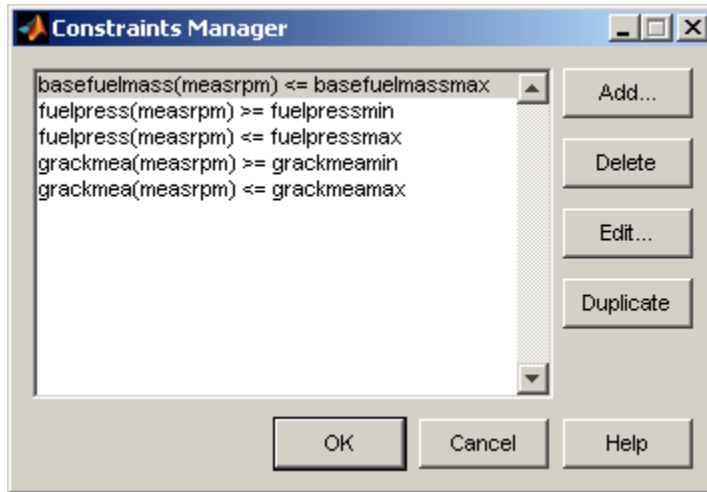 Constraints Manager
basefuelmass(measrpm) <= basefuelmassmax
fuelpress(measrpm) >= fuelpressmin
fuelpress(measrpm) <= fuelpressmax
grackmea(measrpm) >= grackmeamin
grackmea(measrpm) <= grackmeamax
Add...
Delete
Edit...
Duplicate
OK
Cancel
Help